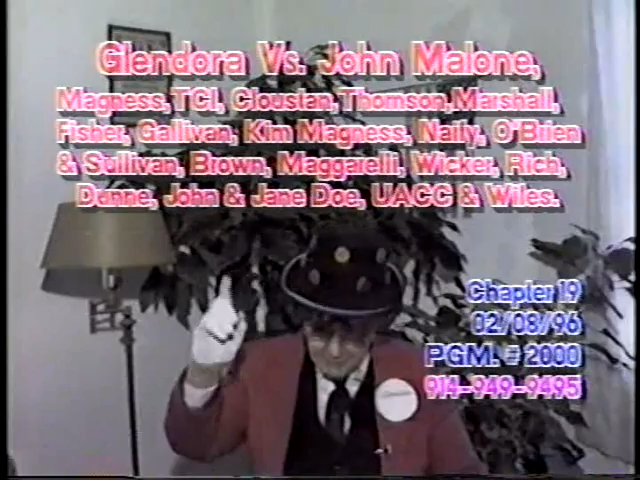 Glendora Vs. John Malone,
Magness, TCI, Cloustan, Thomson, Marshall,
Fisher, Gallivan, Kim Magness, Naily, O'Brien
& Sullivan, Brown, Maggarelli, Wicker, Rich,
Dunne, John & Jane Doe, UACC & Wiles.
Chapter 19
02/08/96
PGM. # 2000
914-949-9495